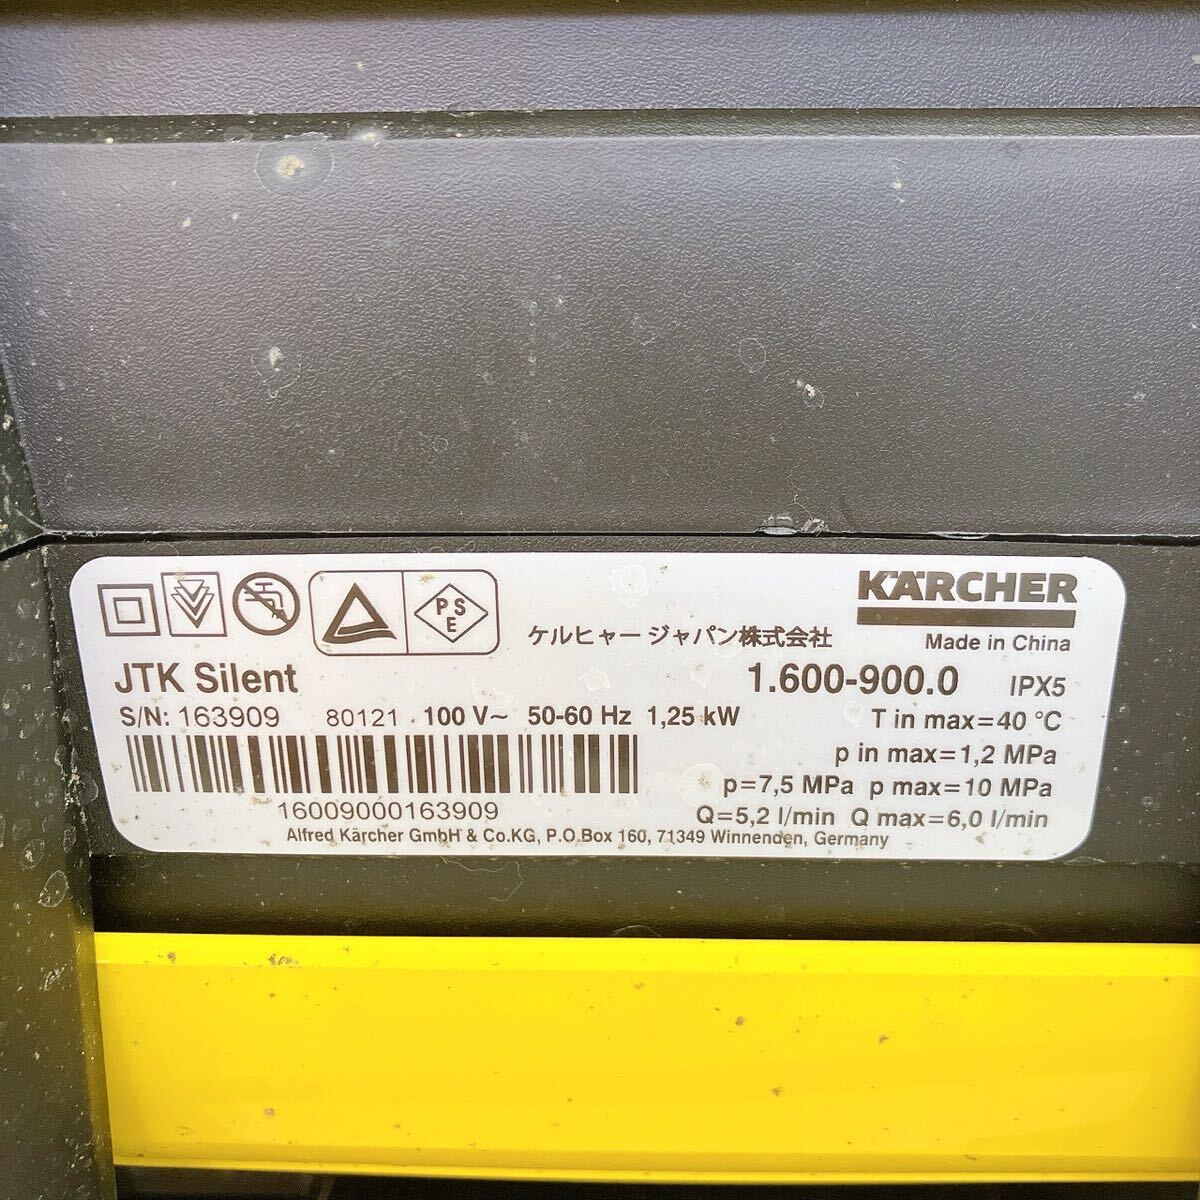 PSE
KÄRCHER
ケルヒャー ジャパン株式会社
Made in China
JTK Silent
1.600-900.0 IPX5
S/N: 163909 80121 100 V~ 50-60 Hz 1,25 kW
T in max=40 °C
p in max=1,2 MPa
p=7,5 MPa p max=10 MPa
16009000163909
Q=5,2 l/min Q max=6,0 l/min
Alfred Kärcher GmbH & Co.KG, P.O.Box 160, 71349 Winnenden, Germany